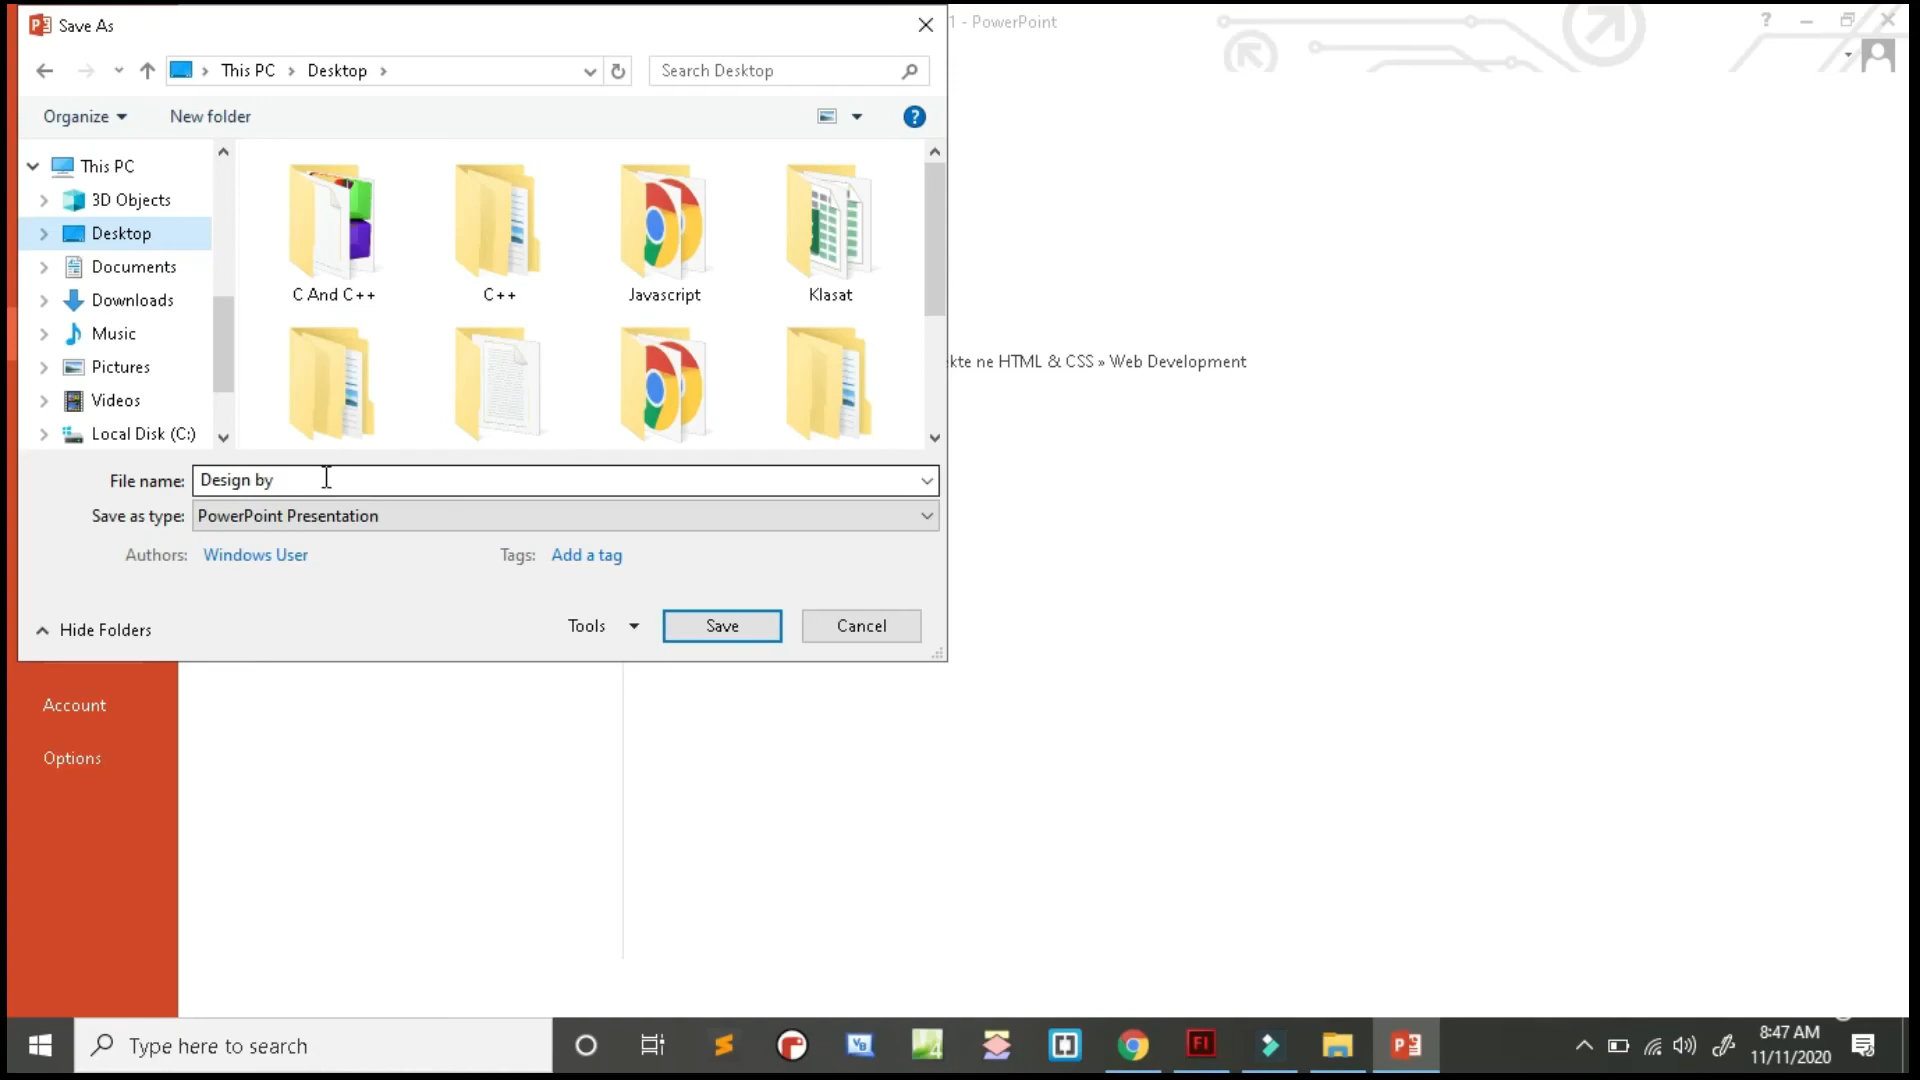 Save As
1 - PowerPoint
?
This PC
Desktop
Search Desktop
Organize
New folder
?
This PC
3D Objects
Desktop
Documents
Downloads
Music
Pictures
Videos
Local Disk (C:)
C And C++
C++
Javascript
Klasat
kte ne HTML & CSS » Web Development
File name:
Design by
Save as type:
PowerPoint Presentation
Authors:
Windows User
Tags:
Add a tag
Hide Folders
Tools
Save
Cancel
Account
Options
Type here to search
8:47 AM
11/11/2020